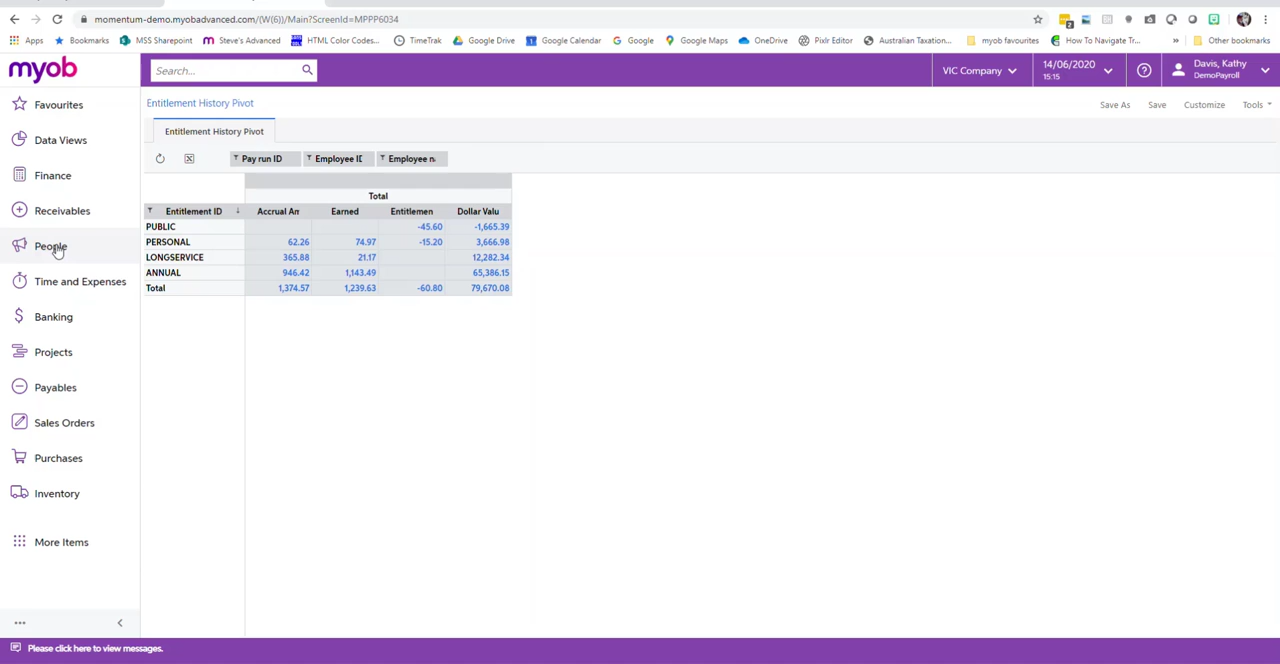 momentum-demo.myobadvanced.com/(W(6))/Main?ScreenId=MPPP6034
Apps Bookmarks MSS Sharepoint Steve's Advanced HTML Color Codes... TimeTrak Google Drive Google Calendar Google Google Maps OneDrive Pixlr Editor Australian Taxation... myob favourites How To Navigate Tr... » Other bookmarks
myob
Search...
VIC Company
14/06/2020
15:15
Davis, Kathy
DemoPayroll
Favourites
Data Views
Finance
Receivables
People
Time and Expenses
Banking
Projects
Payables
Sales Orders
Purchases
Inventory
More Items
Entitlement History Pivot
Save As Save Customize Tools
Entitlement History Pivot
Pay run ID Employee ID Employee n
Total
Entitlement ID Accrual Am Earned Entitlemen Dollar Valu
PUBLIC -45.60 -1,665.39
PERSONAL 62.26 74.97 -15.20 3,666.98
LONGSERVICE 365.88 21.17 12,282.34
ANNUAL 946.42 1,143.49 65,386.15
Total 1,374.57 1,239.63 -60.80 79,670.08
Please click here to view messages.